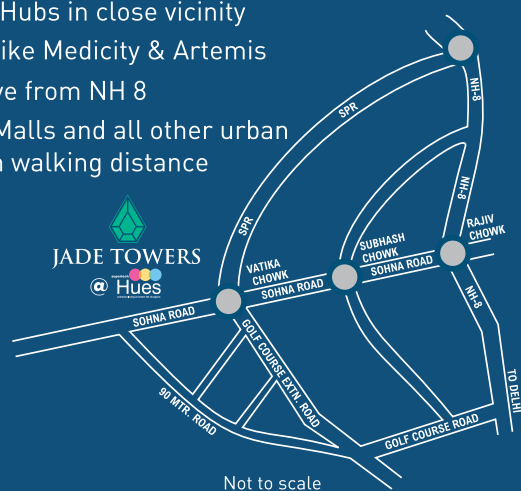 Hubs in close vicinity
ike Medicity & Artemis
ve from NH 8
Malls and all other urban
n walking distance
NH-8
SPR
NH-8
SPR
RAJIV
CHOWK
SUBHASH
CHOWK
SOHNA ROAD
JADE TOWERS
@ Hues
VATIKA
CHOWK
SOHNA ROAD
SOHNA ROAD
NH-8
GOLF COURSE EXTN. ROAD
90 MTR. ROAD
TO DELHI
GOLF COURSE ROAD
Not to scale